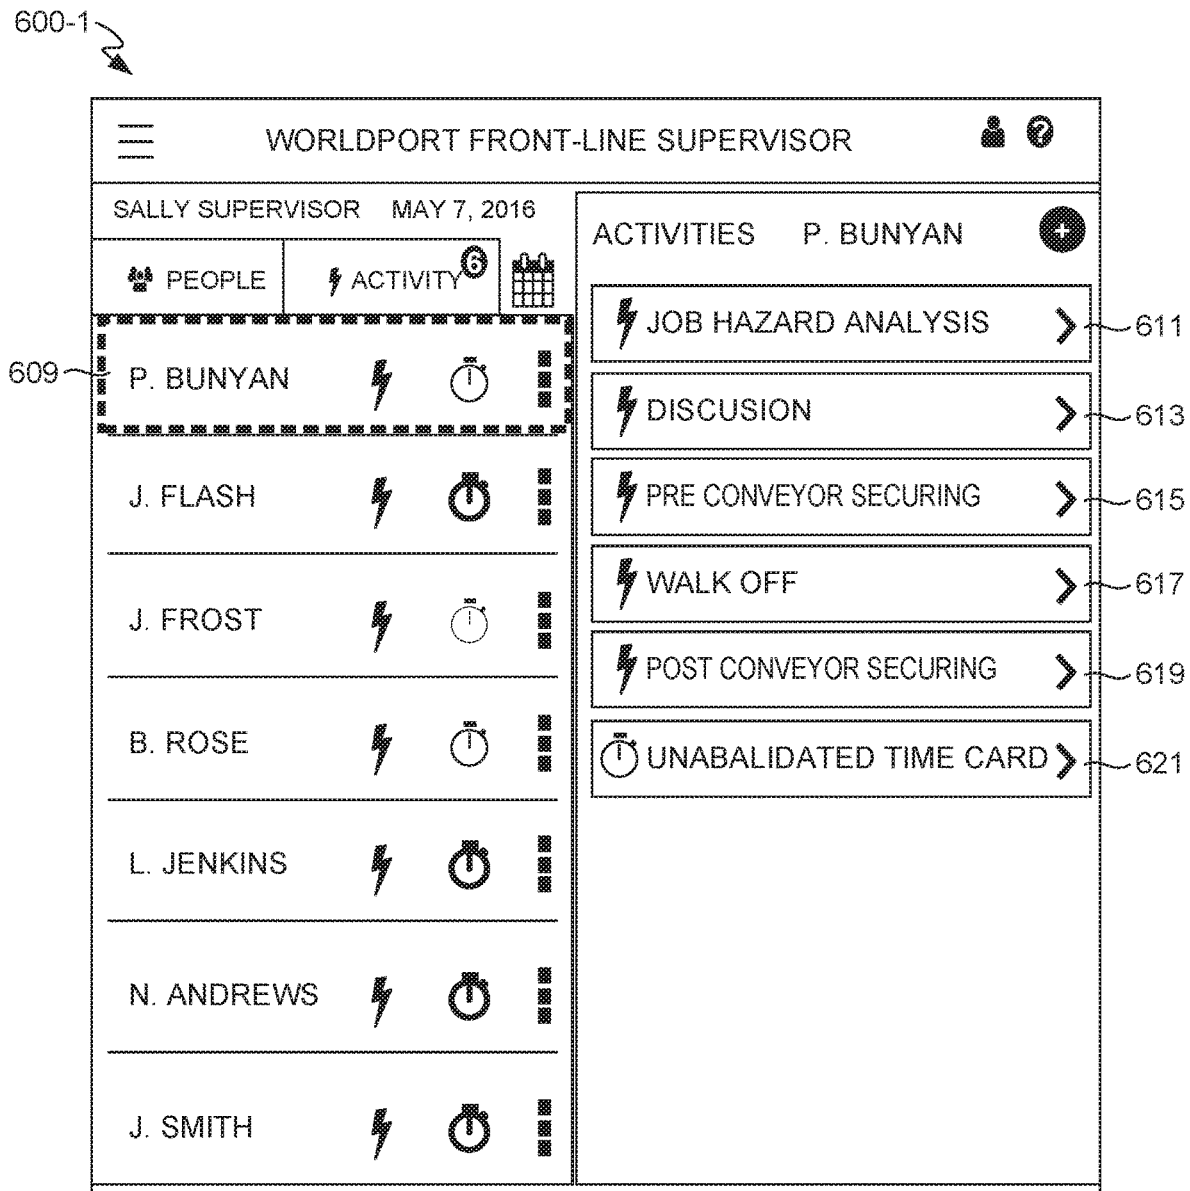 600-1
WORLDPORT FRONT-LINE SUPERVISOR ?
SALLY SUPERVISOR MAY 7, 2016
PEOPLE ACTIVITY 6
609 P. BUNYAN
J. FLASH
J. FROST
B. ROSE
L. JENKINS
N. ANDREWS
J. SMITH
ACTIVITIES P. BUNYAN +
JOB HAZARD ANALYSIS 611
DISCUSION 613
PRE CONVEYOR SECURING 615
WALK OFF 617
POST CONVEYOR SECURING 619
UNABALIDATED TIME CARD 621